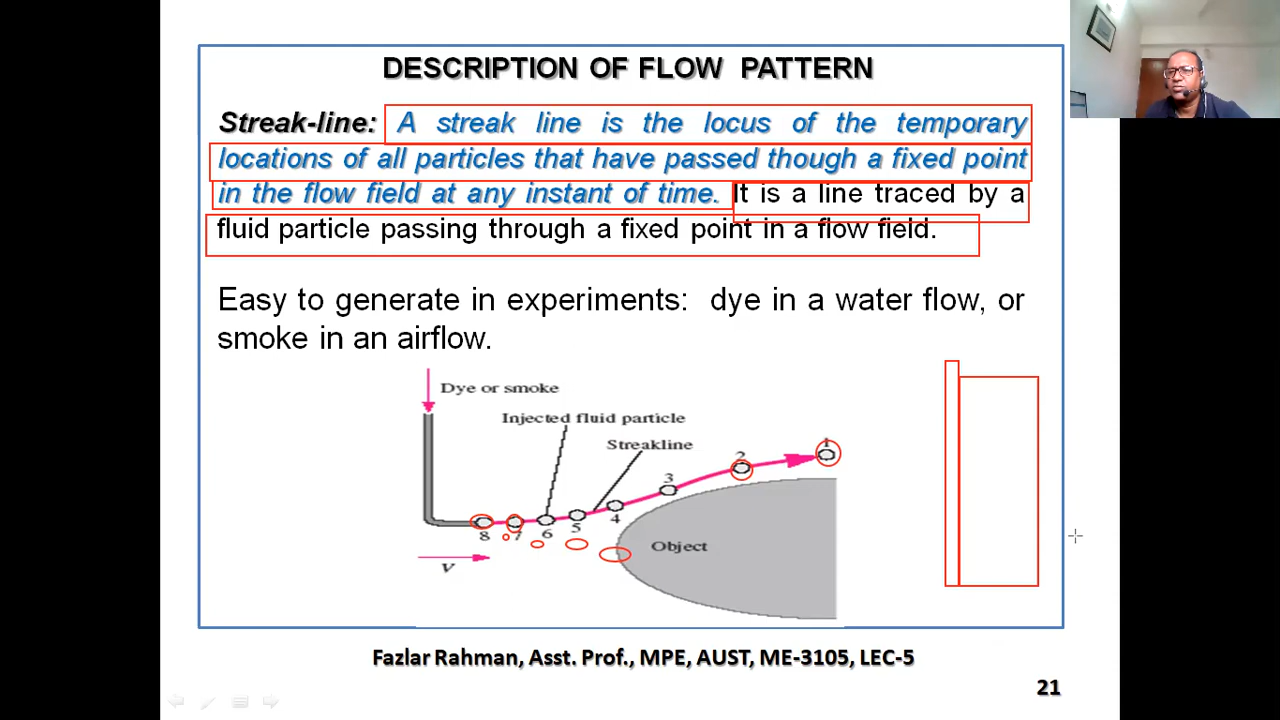 DESCRIPTION OF FLOW PATTERN
Streak-line: A streak line is the locus of the temporary
locations of all particles that have passed though a fixed point
in the flow field at any instant of time. It is a line traced by a
fluid particle passing through a fixed point in a flow field.
Easy to generate in experiments: dye in a water flow, or
smoke in an airflow.
Dye or smoke
Injected fluid particle
Streakline
1
2
3
4
5
6
7
8
Object
V
Fazlar Rahman, Asst. Prof., MPE, AUST, ME-3105, LEC-5
21